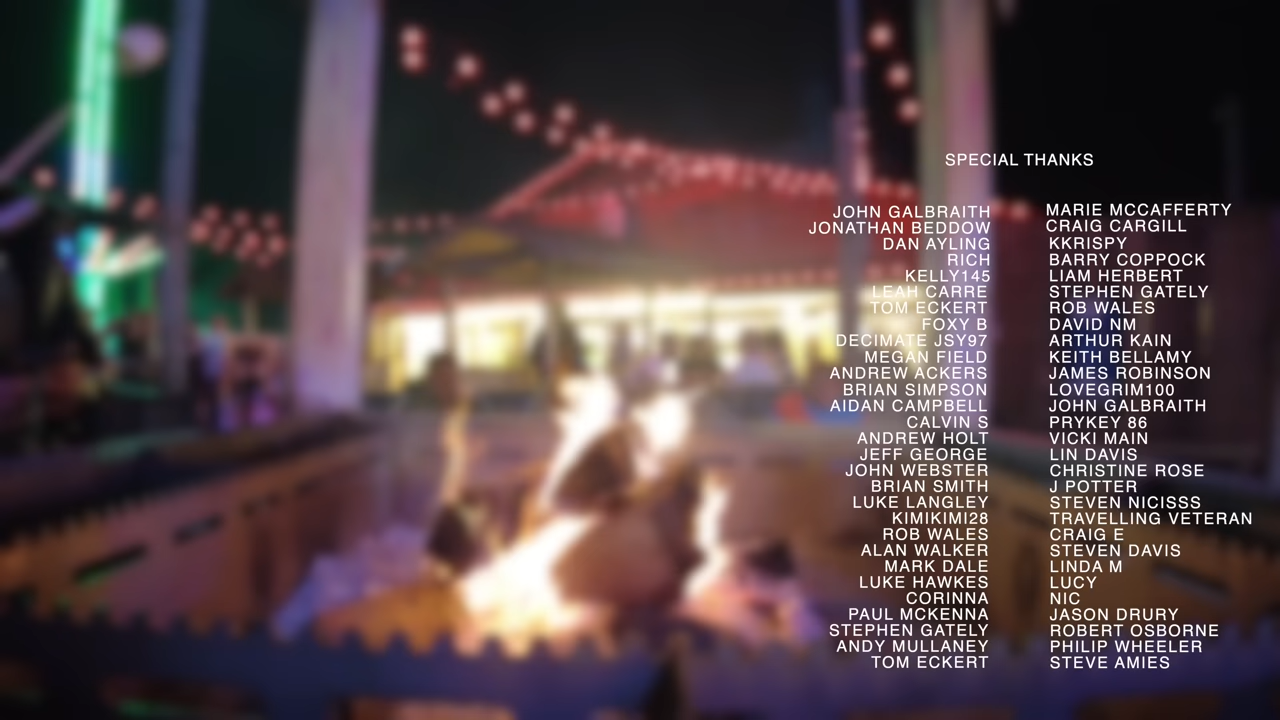 SPECIAL THANKS
JOHN GALBRAITH
JONATHAN BEDDOW
DAN AYLING
RICH
KELLY145
LEAH CARRE
TOM ECKERT
FOXY B
DECIMATE JSY97
MEGAN FIELD
ANDREW ACKERS
BRIAN SIMPSON
AIDAN CAMPBELL
CALVIN S
ANDREW HOLT
JEFF GEORGE
JOHN WEBSTER
BRIAN SMITH
LUKE LANGLEY
KIMIKIMI28
ROB WALES
ALAN WALKER
MARK DALE
LUKE HAWKES
CORINNA
PAUL MCKENNA
STEPHEN GATELY
ANDY MULLANEY
TOM ECKERT
MARIE MCCAFFERTY
CRAIG CARGILL
KKRISPY
BARRY COPPOCK
LIAM HERBERT
STEPHEN GATELY
ROB WALES
DAVID NM
ARTHUR KAIN
KEITH BELLAMY
JAMES ROBINSON
LOVEGRIM100
JOHN GALBRAITH
PRYKEY 86
VICKI MAIN
LIN DAVIS
CHRISTINE ROSE
J POTTER
STEVEN NICISSS
TRAVELLING VETERAN
CRAIG E
STEVEN DAVIS
LINDA M
LUCY
NIC
JASON DRURY
ROBERT OSBORNE
PHILIP WHEELER
STEVE AMIES